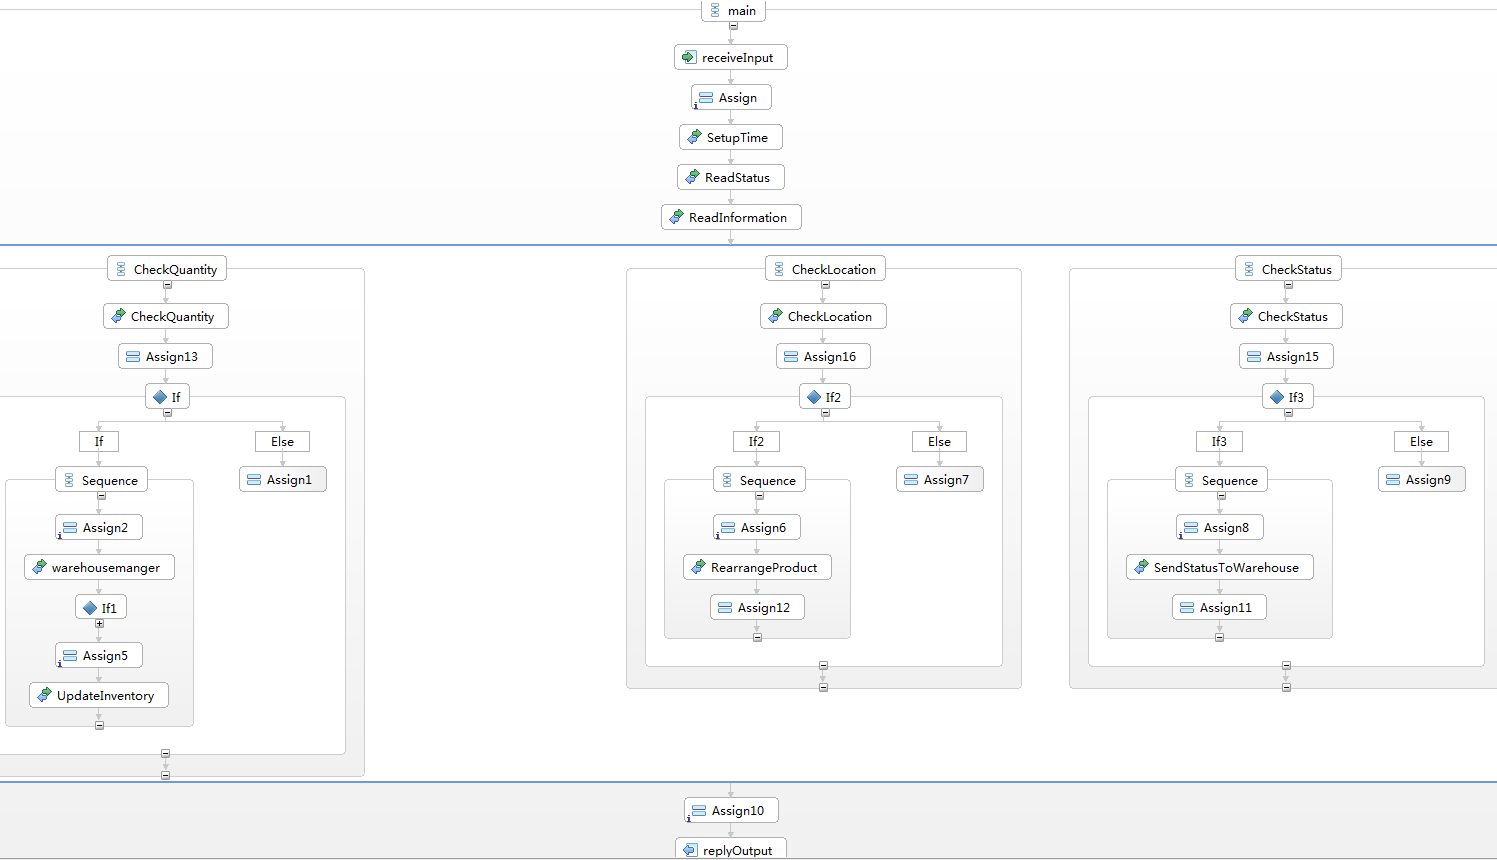 main
receiveInput
Assign
SetupTime
ReadStatus
ReadInformation
CheckQuantity
CheckQuantity
Assign13
If
If
Else
Sequence
Assign1
Assign2
warehousemanger
If1
Assign5
UpdateInventory
CheckLocation
CheckLocation
Assign16
If2
If2
Else
Sequence
Assign7
Assign6
RearrangeProduct
Assign12
CheckStatus
CheckStatus
Assign15
If3
If3
Else
Sequence
Assign9
Assign8
SendStatusToWarehouse
Assign11
Assign10
replyOutput